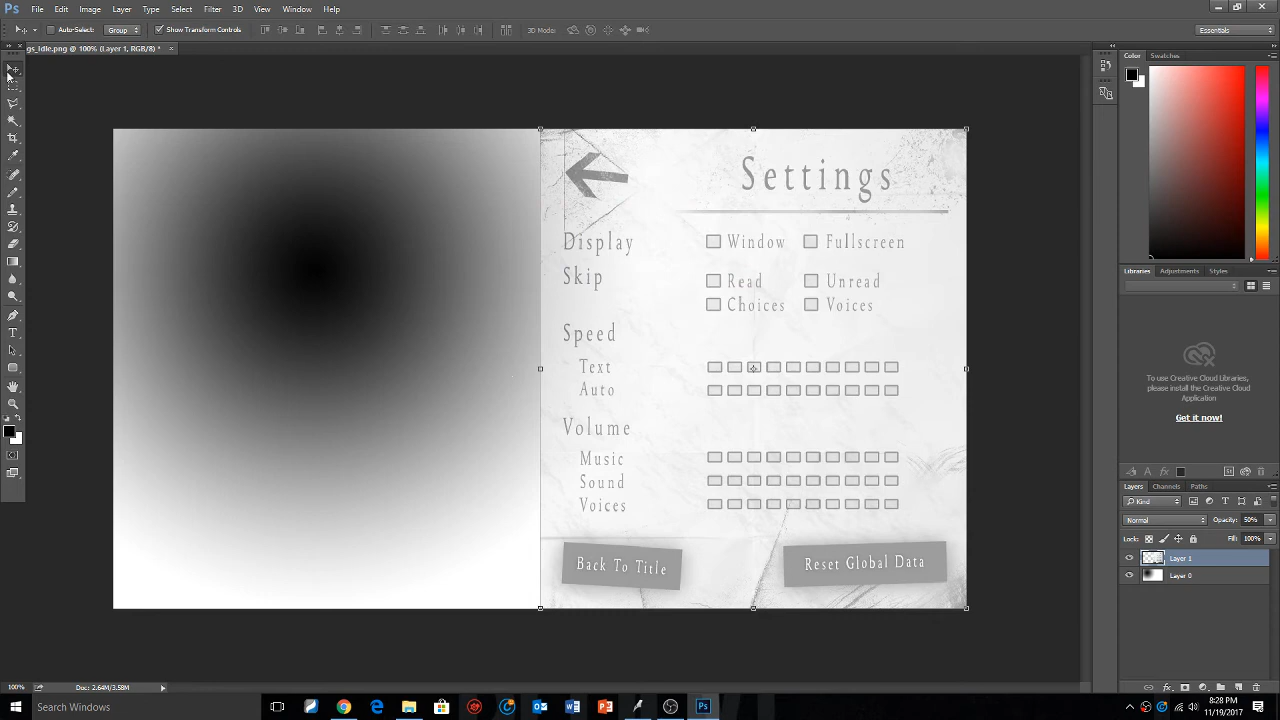 Ps File Edit Image Layer Type Select Filter 3D View Window Help
Auto-Select: Group Show Transform Controls 3D Mode: Essentials
gs_Idle.png @ 100% (Layer 1, RGB/8) * ×
Color Swatches
Settings
Display Window Fullscreen
Skip Read Unread
Choices Voices
Speed
Text
Auto
Volume
Music
Sound
Voices
Back To Title Reset Global Data
Libraries Adjustments Styles
To use Creative Cloud Libraries,
please install the Creative Cloud
Application
Get it now!
Layers Channels Paths
Kind
Normal Opacity: 50%
Lock: Fill: 100%
Layer 1
Layer 0
100% Doc: 2.64M/3.58M
Search Windows
8:28 PM
11/19/2017